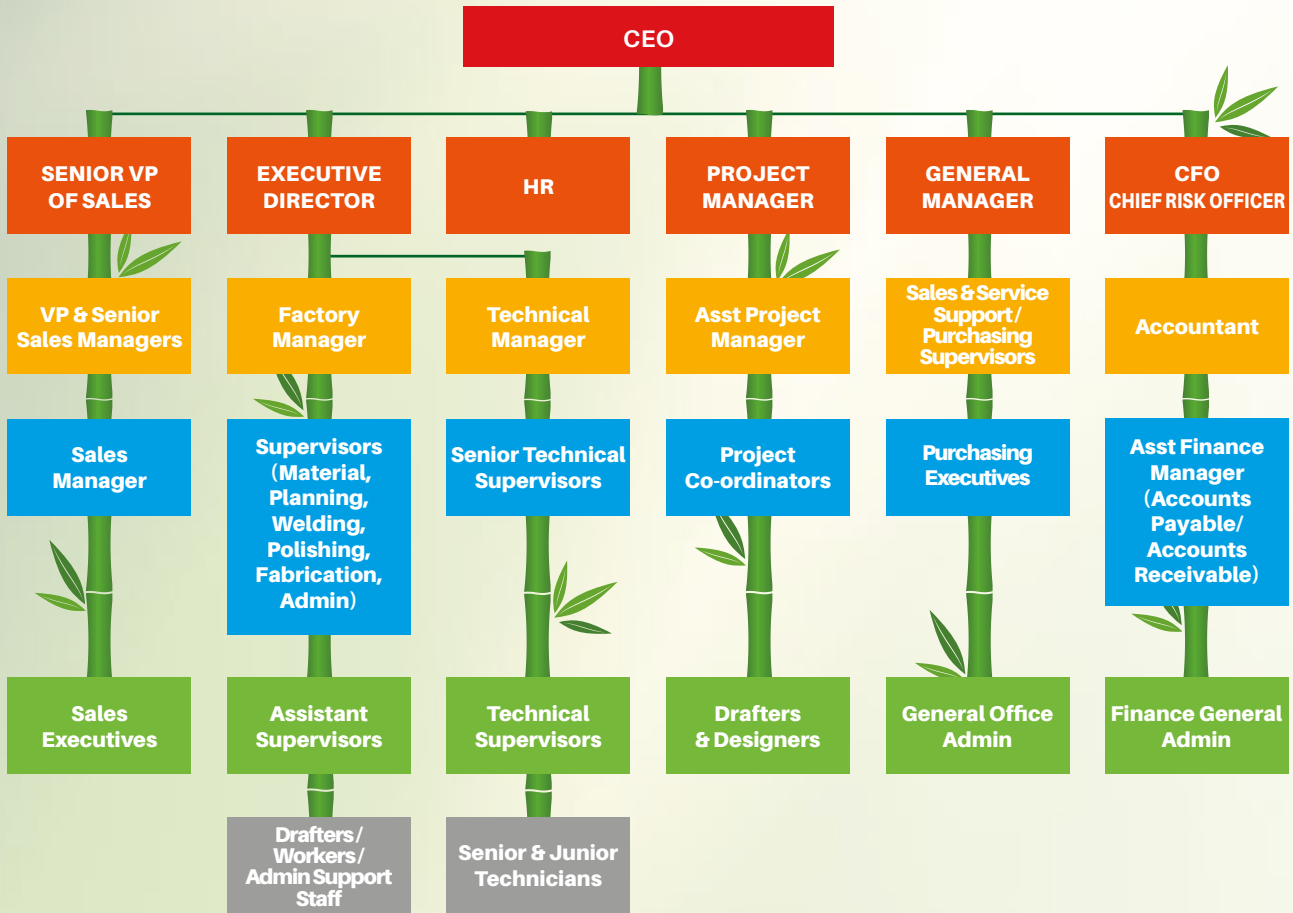 CEO
SENIOR VP
OF SALES
EXECUTIVE
DIRECTOR
HR
PROJECT
MANAGER
GENERAL
MANAGER
CFO
CHIEF RISK OFFICER
VP & Senior
Sales Managers
Factory
Manager
Technical
Manager
Asst Project
Manager
Sales & Service
Support /
Purchasing
Supervisors
Accountant
Sales
Manager
Supervisors
(Material,
Planning,
Welding,
Polishing,
Fabrication,
Admin)
Senior Technical
Supervisors
Project
Co-ordinators
Purchasing
Executives
Asst Finance
Manager
(Accounts
Payable/
Accounts
Receivable)
Sales
Executives
Assistant
Supervisors
Technical
Supervisors
Drafters
& Designers
General Office
Admin
Finance General
Admin
Drafters /
Workers /
Admin Support
Staff
Senior & Junior
Technicians